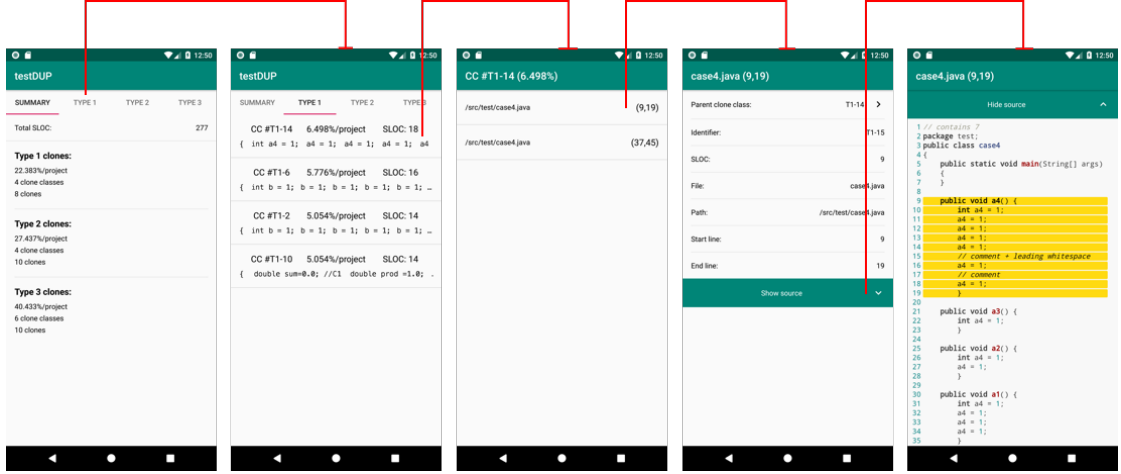 12:50
testDUP
SUMMARY TYPE 1 TYPE 2 TYPE 3
Total SLOC: 277
Type 1 clones:
22.383%/project
4 clone classes
8 clones
Type 2 clones:
27.437%/project
4 clone classes
10 clones
Type 3 clones:
40.433%/project
6 clone classes
10 clones
12:50
testDUP
SUMMARY TYPE 1 TYPE 2 TYPE 3
CC #T1-14 6.498%/project SLOC: 18
{ int a4 = 1; a4 = 1; a4 = 1; a4 = 1; a4
CC #T1-6 5.776%/project SLOC: 16
{ int b = 1; b = 1; b = 1; b = 1; b = 1; …
CC #T1-2 5.054%/project SLOC: 14
{ int b = 1; b = 1; b = 1; b = 1; b = 1; …
CC #T1-10 5.054%/project SLOC: 14
{ double sum=0.0; //C1 double prod =1.0; .
12:50
CC #T1-14 (6.498%)
/src/test/case4.java (9,19)
/src/test/case4.java (37,45)
12:50
case4.java (9,19)
Parent clone class: T1-14
Identifier: T1-15
SLOC: 9
File: case4.java
Path: /src/test/case4.java
Start line: 9
End line: 19
Show source
12:50
case4.java (9,19)
Hide source
1 // contains 7
2 package test;
3 public class case4
4 {
5 public static void main(String[] args)
6 {
7 }
8
9 public void a4() {
10 int a4 = 1;
11 a4 = 1;
12 a4 = 1;
13 a4 = 1;
14 a4 = 1;
15 // comment + leading whitespace
16 a4 = 1;
17 // comment
18 a4 = 1;
19 }
20
21 public void a3() {
22 int a4 = 1;
23 }
24
25 public void a2() {
26 int a4 = 1;
27 a4 = 1;
28 }
29
30 public void a1() {
31 int a4 = 1;
32 a4 = 1;
33 a4 = 1;
34 a4 = 1;
35 }